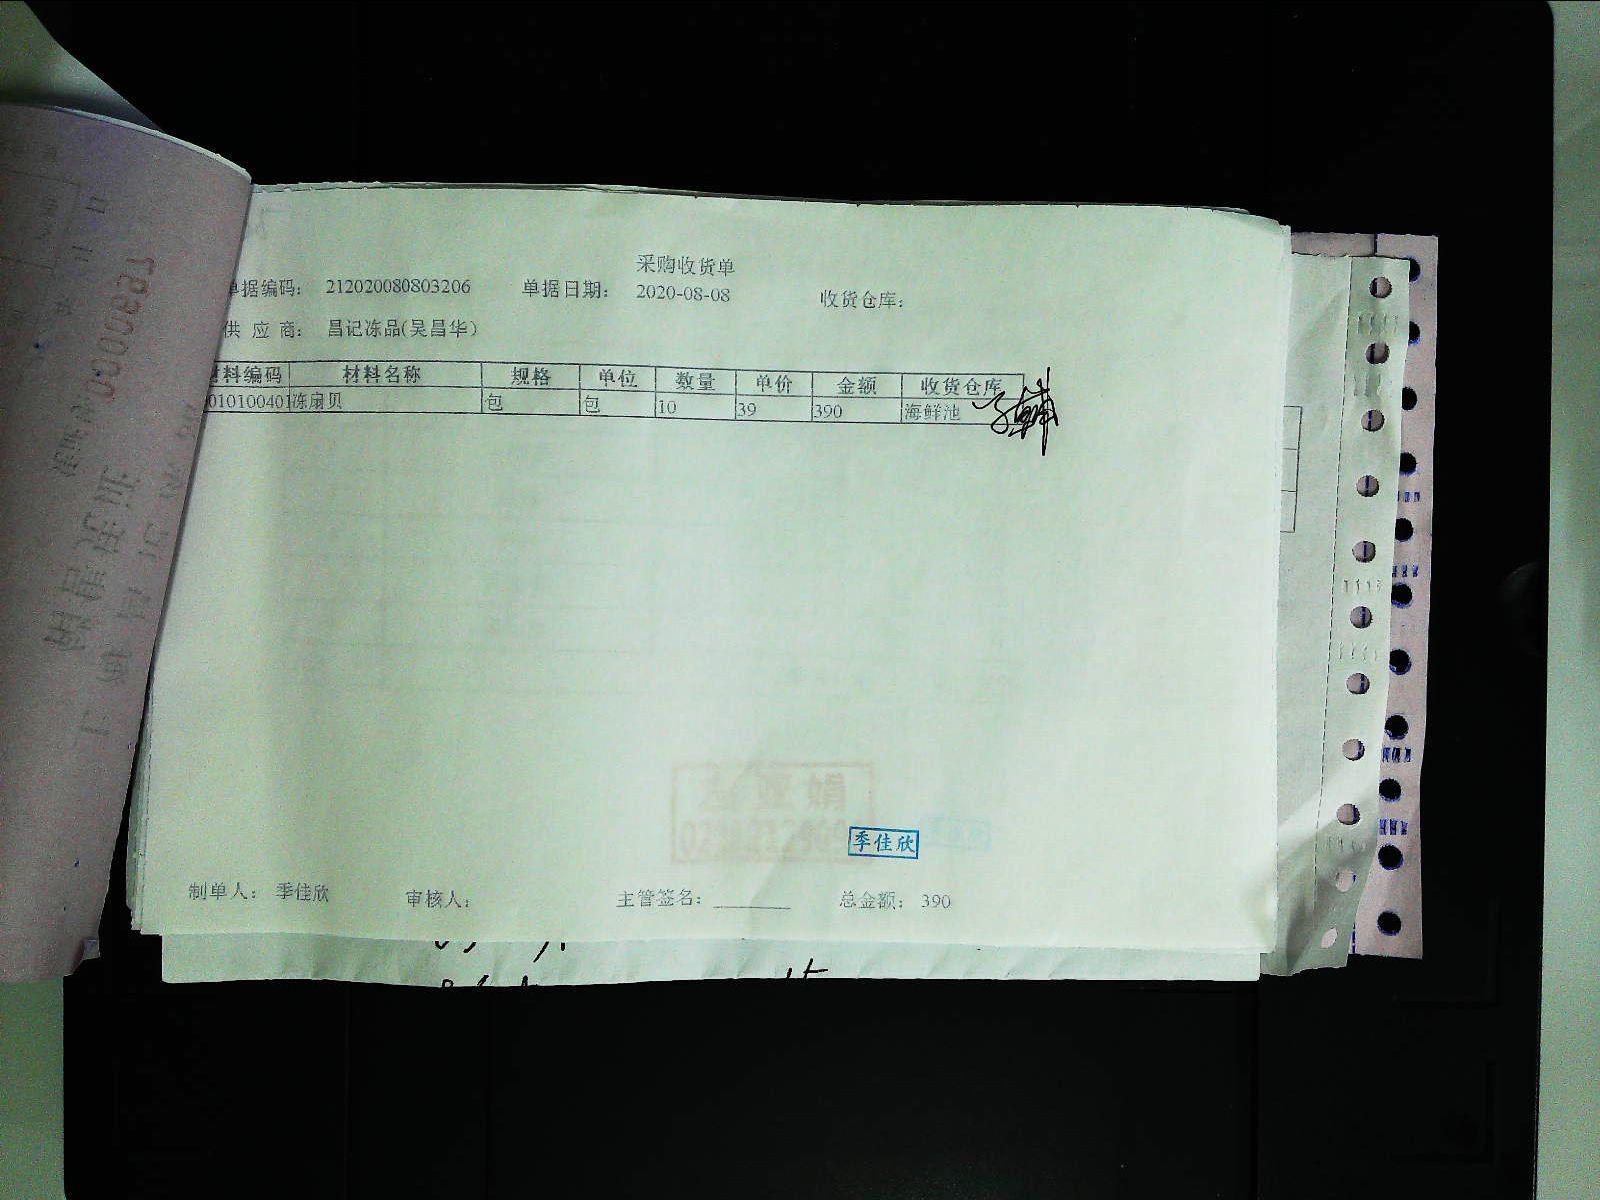 采购收货单
单据编码： 212020080803206 单据日期： 2020-08-08 收货仓库：
供 应 商： 昌记冻品(吴昌华）
材料编码 材料名称 规格 单位 数量 单价 金额 收货仓库
010100401 冻扇贝 包 包 10 39 390 海鲜池
季佳欣
制单人： 季佳欣 审核人： 主管签名： 总金额： 390